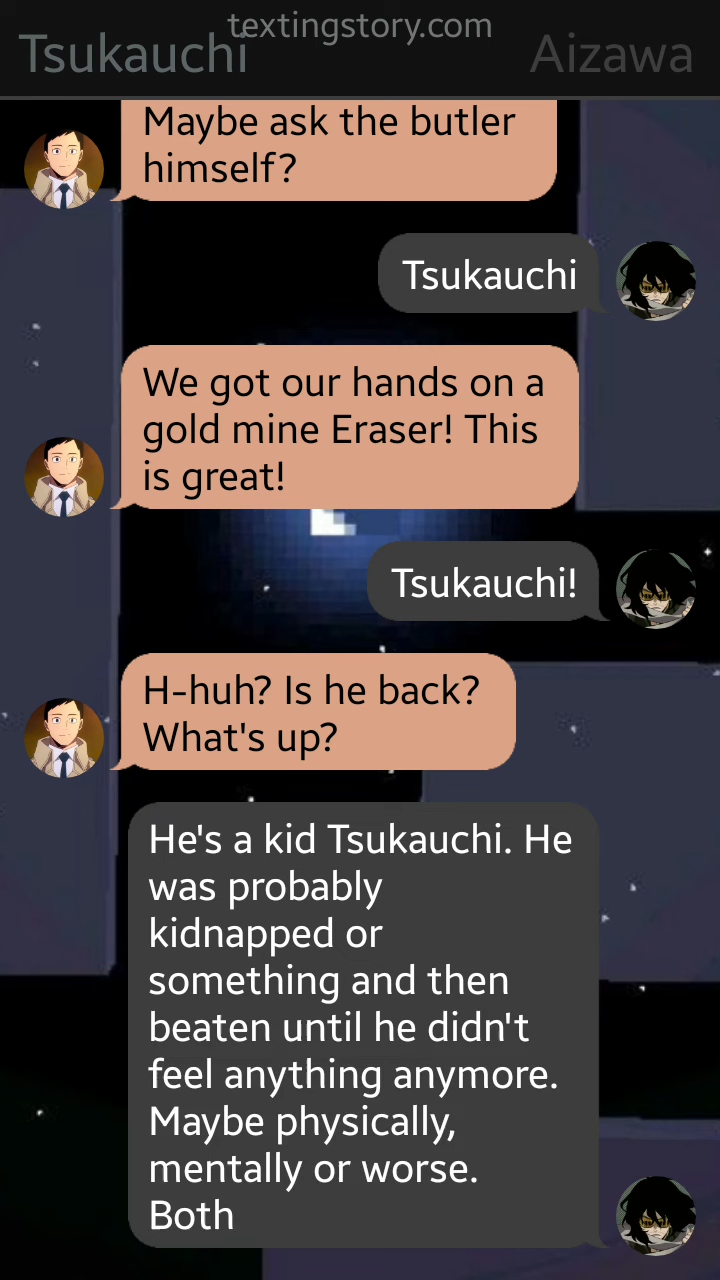 textingstory.com
Tsukauchi
Aizawa
Maybe ask the butler
himself?
Tsukauchi
We got our hands on a
gold mine Eraser! This
is great!
Tsukauchi!
H-huh? Is he back?
What's up?
He's a kid Tsukauchi. He
was probably
kidnapped or
something and then
beaten until he didn't
feel anything anymore.
Maybe physically,
mentally or worse.
Both